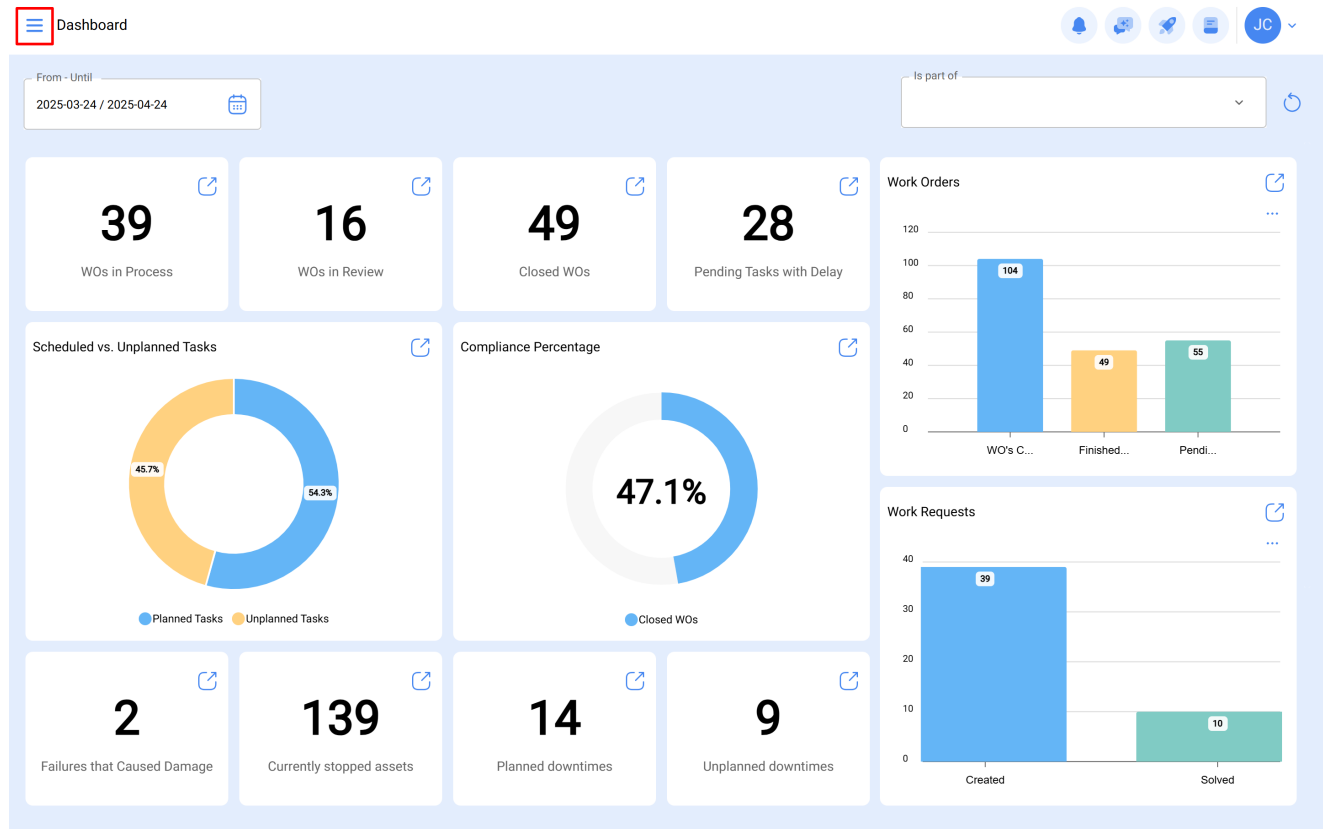 Dashboard
JC
From - Until
2025-03-24 / 2025-04-24
Is part of
39
WOs in Process
16
WOs in Review
49
Closed WOs
28
Pending Tasks with Delay
Work Orders
120
100
80
60
40
20
0
104
49
55
WO's C...
Finished...
Pendi...
Scheduled vs. Unplanned Tasks
45.7%
54.3%
Planned Tasks
Unplanned Tasks
Compliance Percentage
47.1%
Closed WOs
Work Requests
40
30
20
10
0
39
10
Created
Solved
2
Failures that Caused Damage
139
Currently stopped assets
14
Planned downtimes
9
Unplanned downtimes